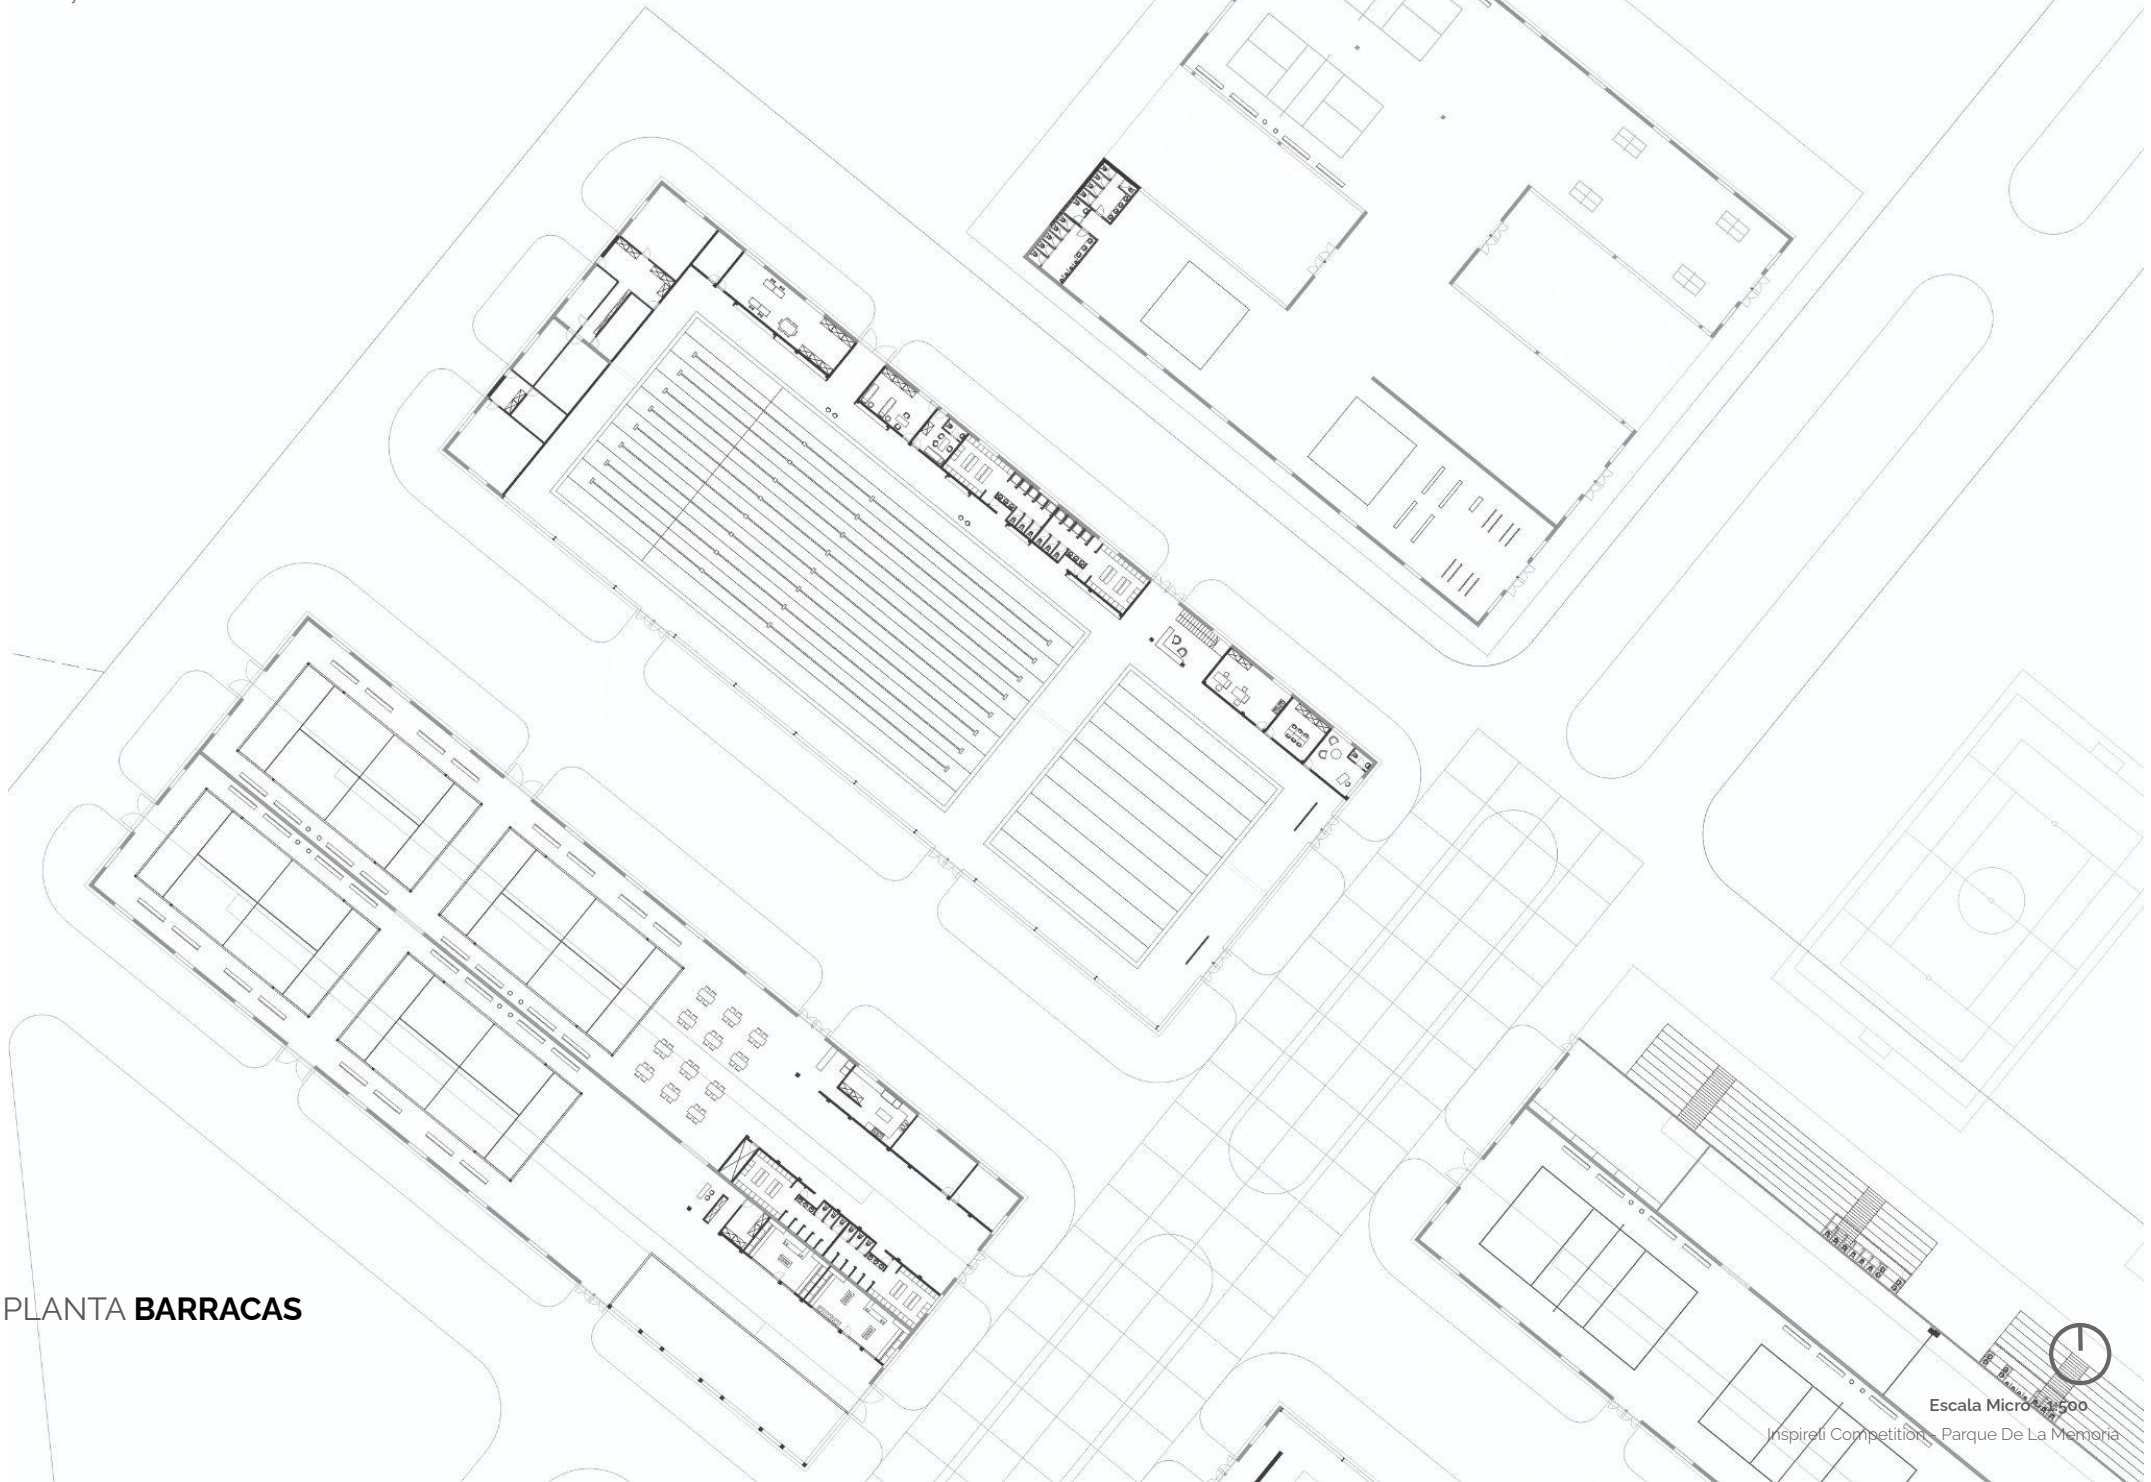 PLANTA BARRACAS
Escala Micro - 1:500
Inspireli Competition - Parque De La Memoria